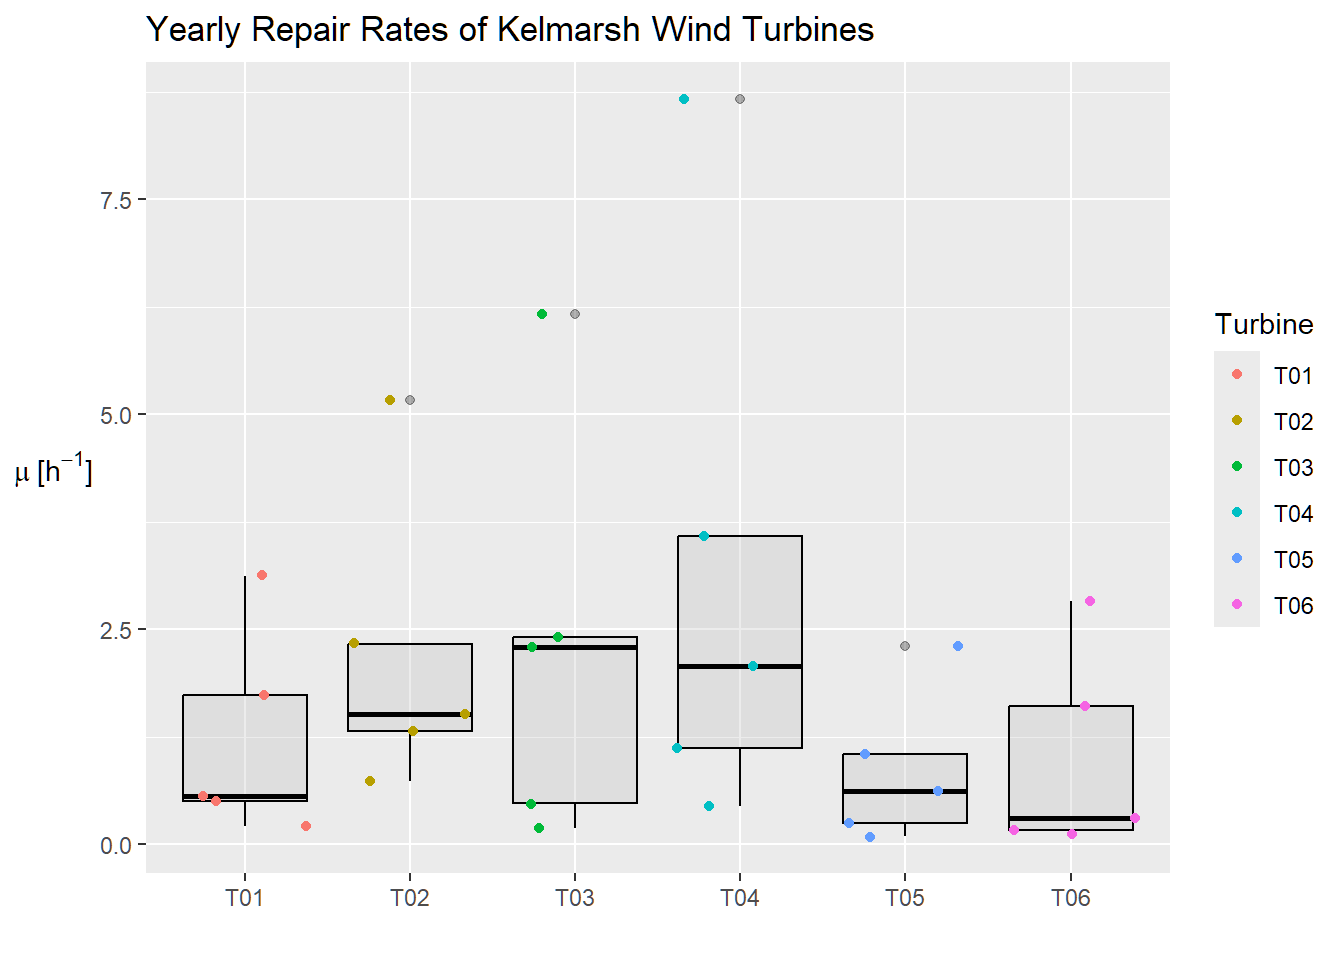 Yearly Repair Rates of Kelmarsh Wind Turbines
7.5
5.0
2.5
0.0
μ [h⁻¹]
T01 T02 T03 T04 T05 T06
Turbine
T01
T02
T03
T04
T05
T06